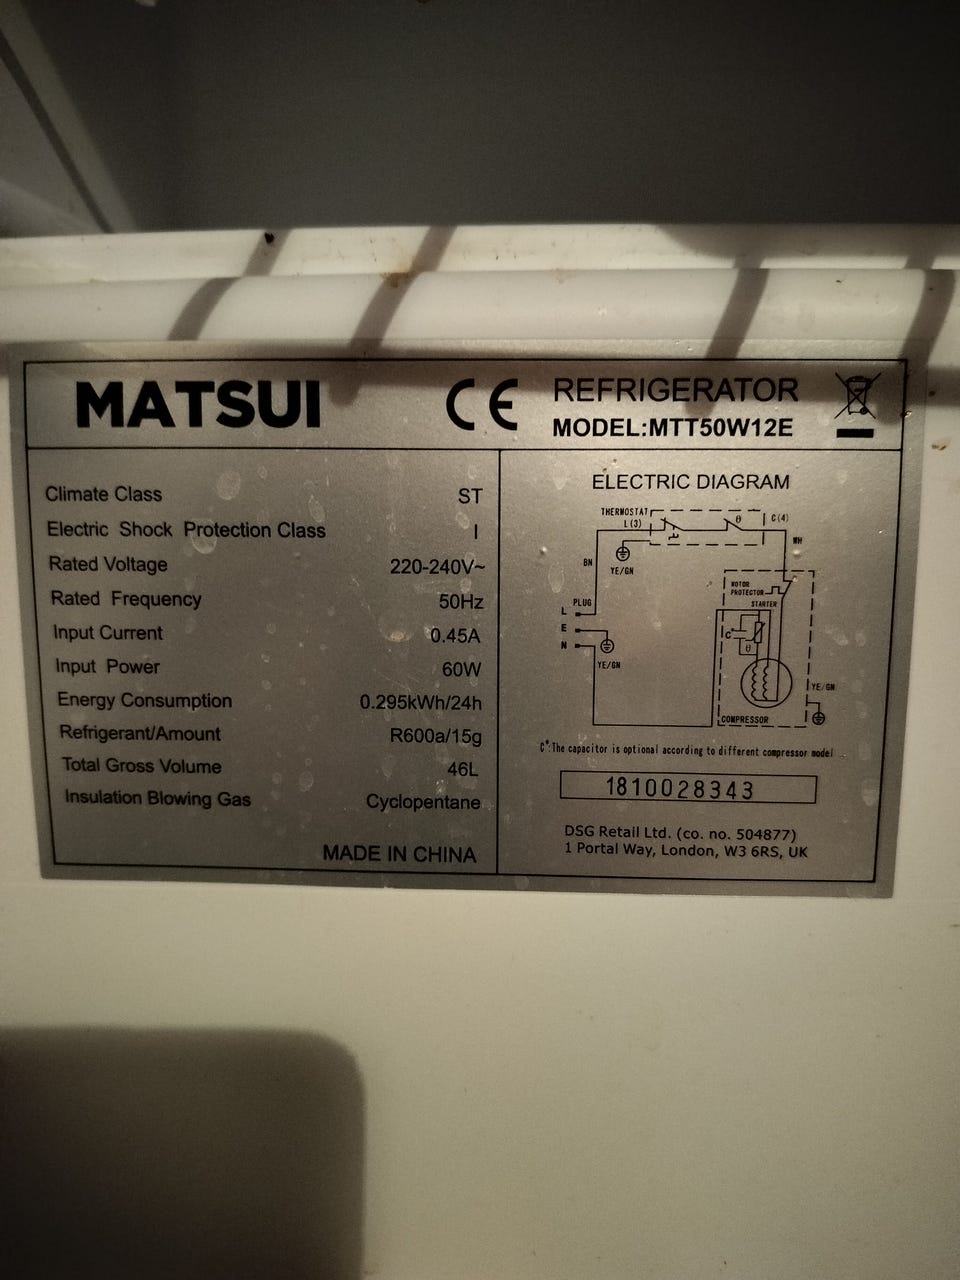 MATSUI
CE
REFRIGERATOR
MODEL:MTT50W12E
Climate Class ST
Electric Shock Protection Class I
Rated Voltage 220-240V~
Rated Frequency 50Hz
Input Current 0.45A
Input Power 60W
Energy Consumption 0.295kWh/24h
Refrigerant/Amount R600a/15g
Total Gross Volume 46L
Insulation Blowing Gas Cyclopentane
MADE IN CHINA
ELECTRIC DIAGRAM
THERMOSTAT
L(3)
θ
C(4)
WH
BN
YE/GN
MOTOR
PROTECTOR
STARTER
PLUG
L
E
N
C*
θ
YE/GN
YE/GN
COMPRESSOR
C*:The capacitor is optional according to different compressor model
1810028343
DSG Retail Ltd. (co. no. 504877)
1 Portal Way, London, W3 6RS, UK